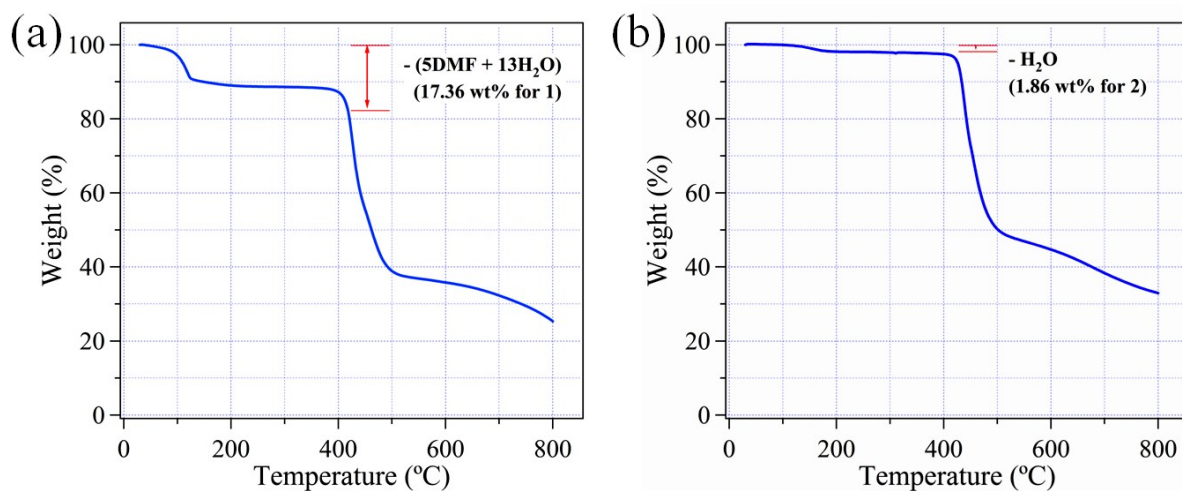 (a)
Weight (%)
100
80
60
40
20
0
- (5DMF + 13H₂O)
(17.36 wt% for 1)
0 200 400 600 800
Temperature (ºC)
(b)
Weight (%)
100
80
60
40
20
0
- H₂O
(1.86 wt% for 2)
0 200 400 600 800
Temperature (ºC)